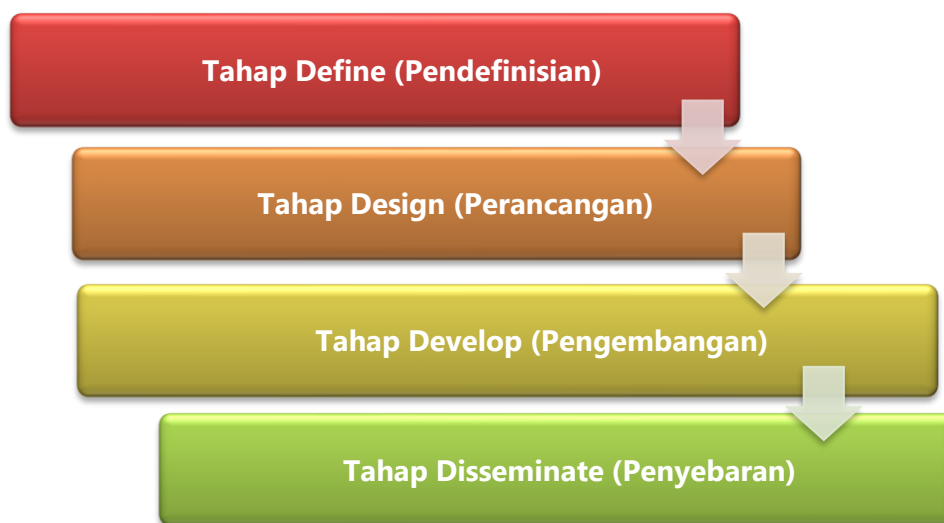 Tahap Define (Pendefinisian)
Tahap Design (Perancangan)
Tahap Develop (Pengembangan)
Tahap Disseminate (Penyebaran)